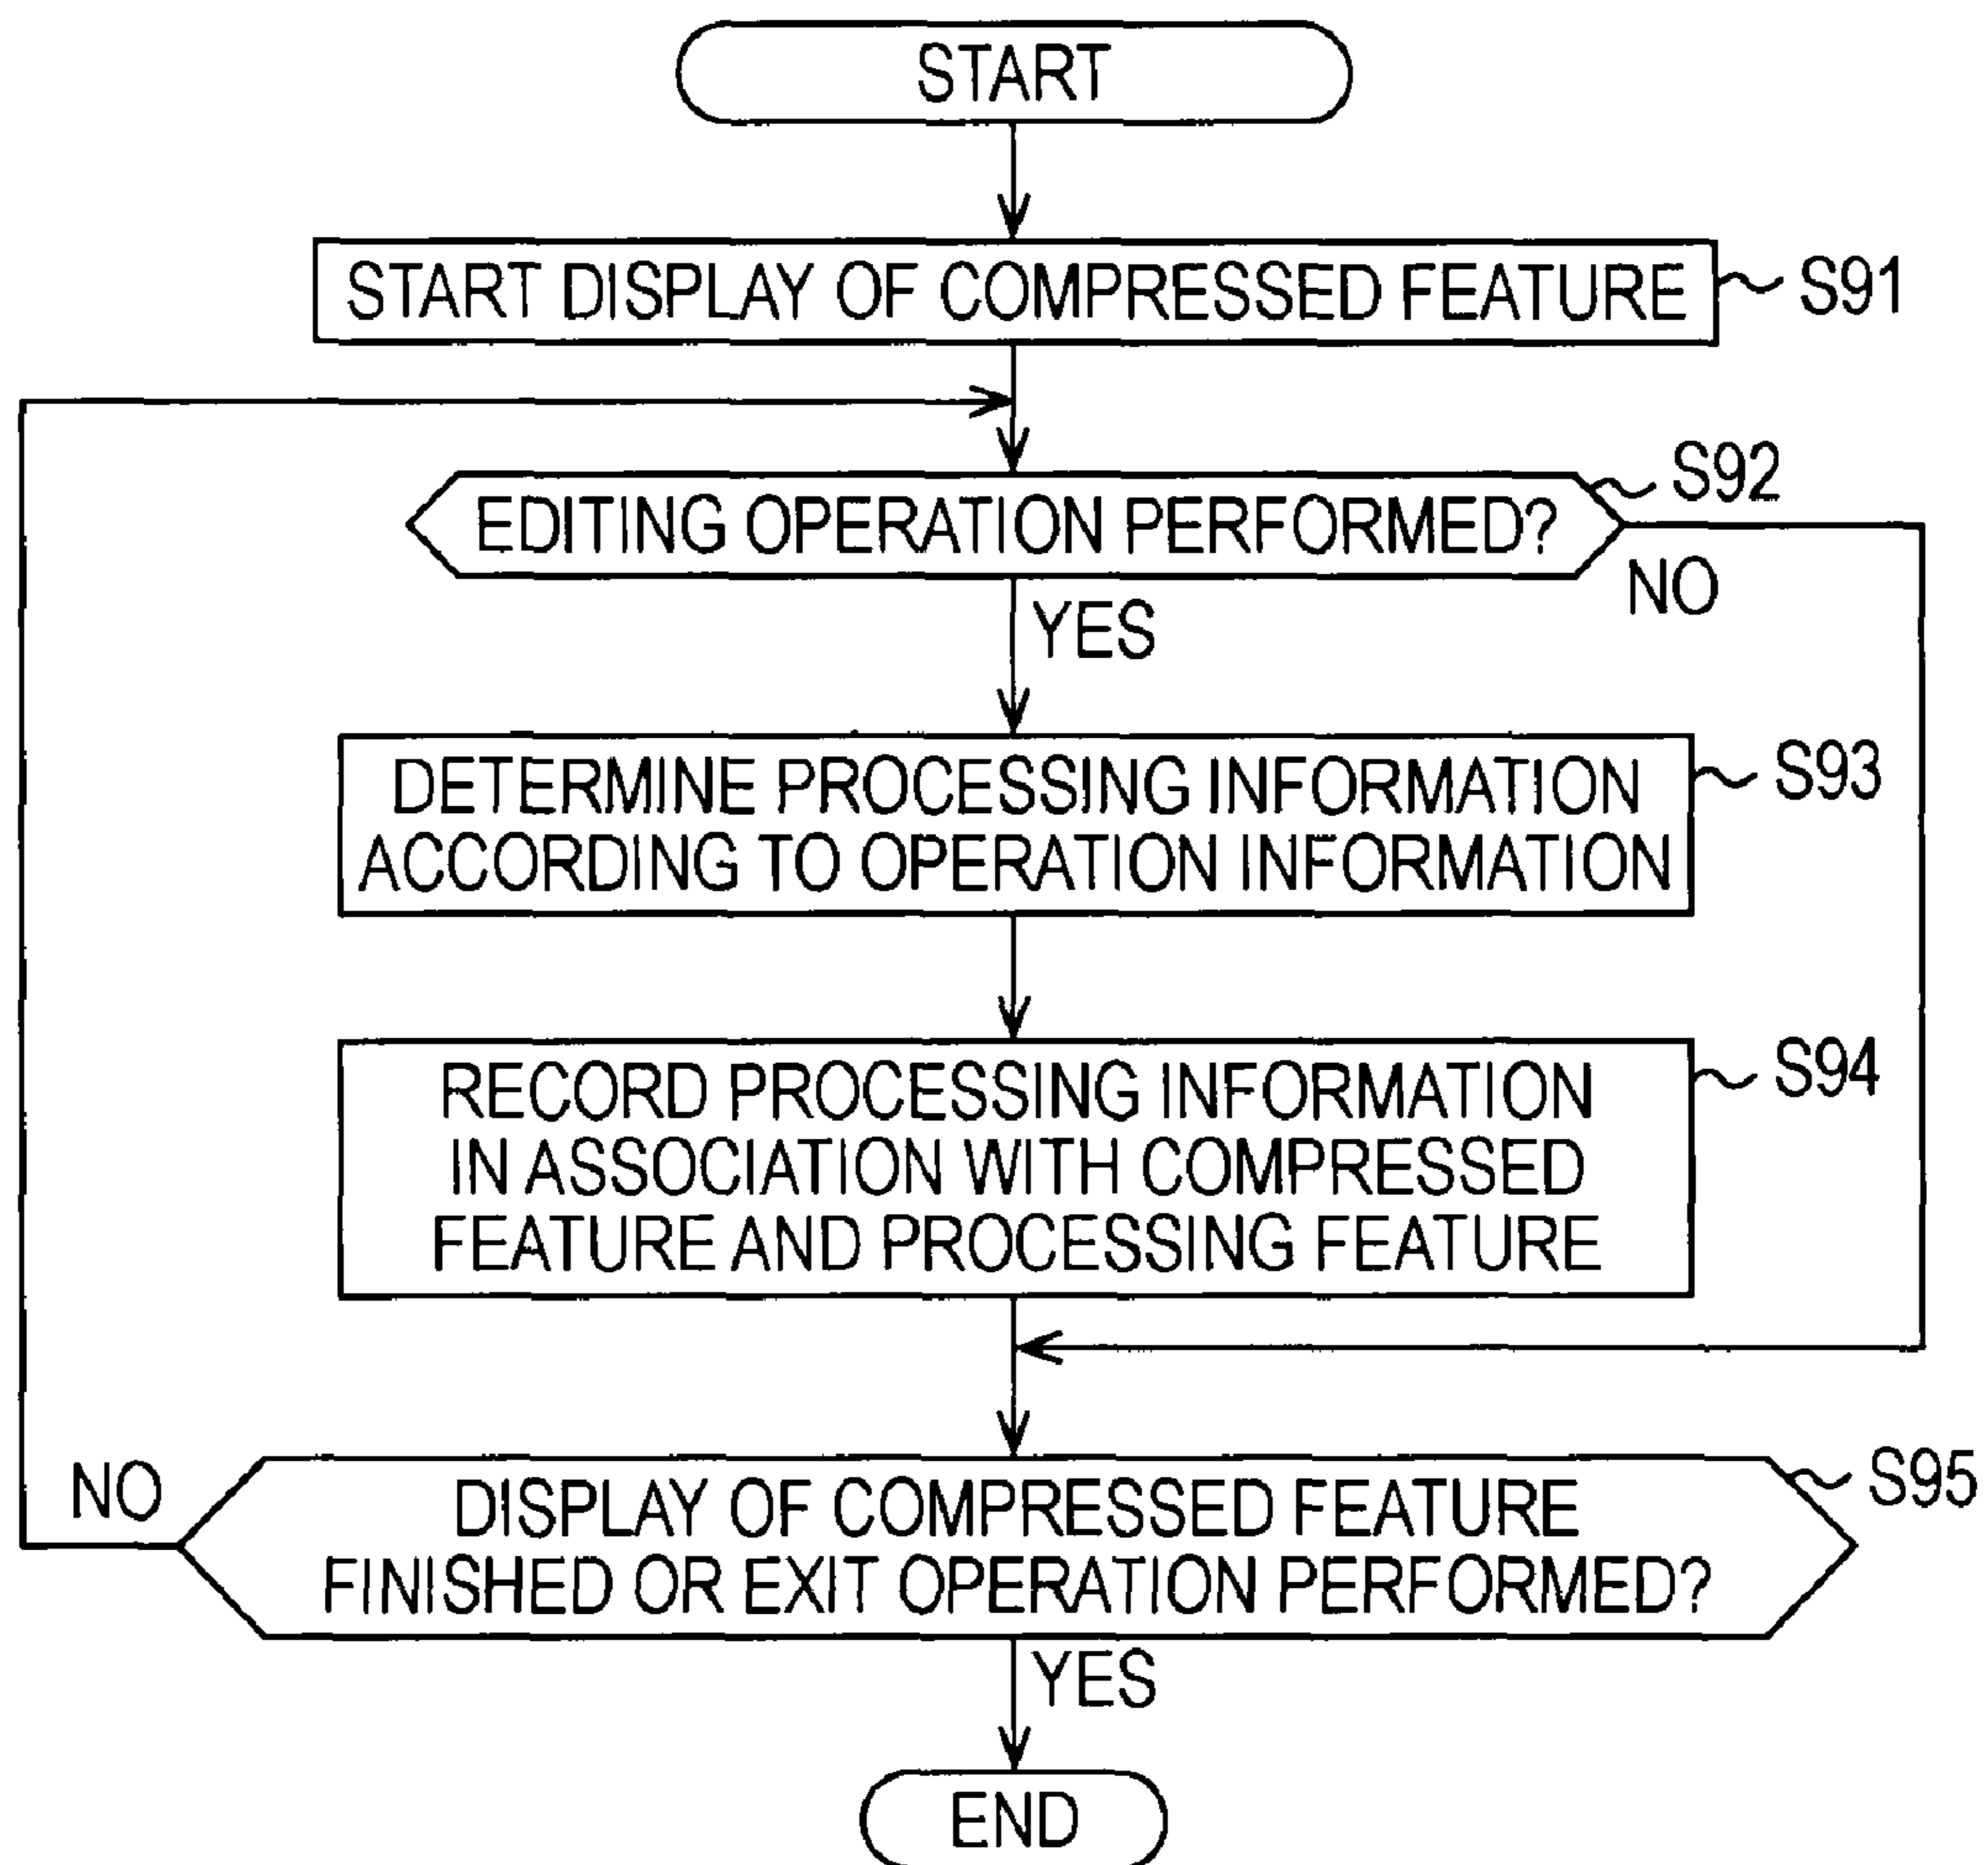 START
START DISPLAY OF COMPRESSED FEATURE
S91
EDITING OPERATION PERFORMED?
S92
NO
YES
DETERMINE PROCESSING INFORMATION
ACCORDING TO OPERATION INFORMATION
S93
RECORD PROCESSING INFORMATION
IN ASSOCIATION WITH COMPRESSED
FEATURE AND PROCESSING FEATURE
S94
NO
DISPLAY OF COMPRESSED FEATURE
FINISHED OR EXIT OPERATION PERFORMED?
S95
YES
END